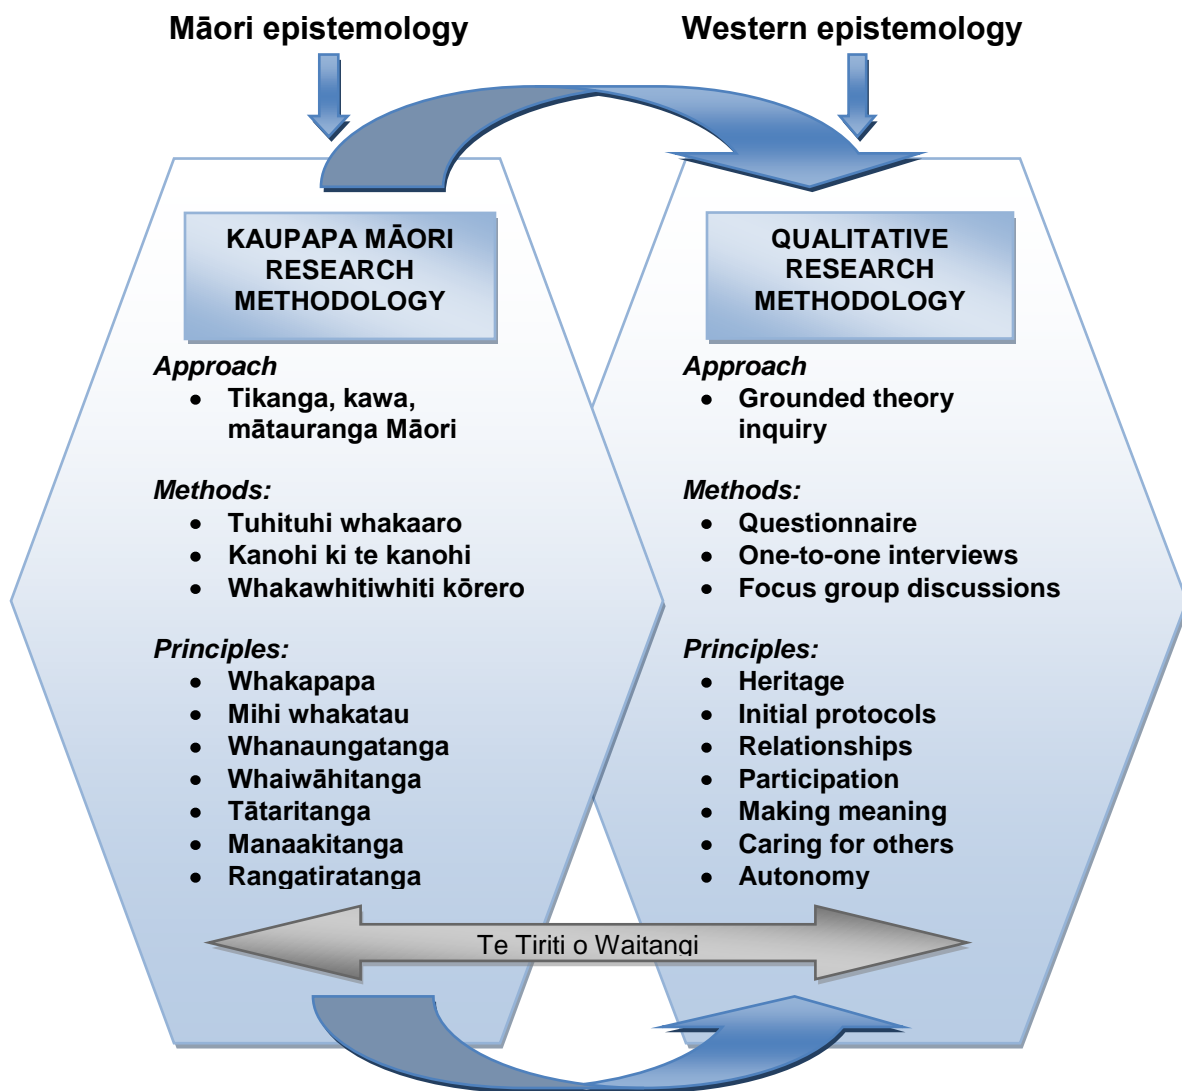 Māori epistemology
Western epistemology
KAUPAPA MĀORI
RESEARCH
METHODOLOGY
Approach
• Tikanga, kawa,
mātauranga Māori
Methods:
• Tuhituhi whakaaro
• Kanohi ki te kanohi
• Whakawhitiwhiti kōrero
Principles:
• Whakapapa
• Mihi whakatau
• Whanaungatanga
• Whaiwāhitanga
• Tātaritanga
• Manaakitanga
• Rangatiratanga
QUALITATIVE
RESEARCH
METHODOLOGY
Approach
• Grounded theory
inquiry
Methods:
• Questionnaire
• One-to-one interviews
• Focus group discussions
Principles:
• Heritage
• Initial protocols
• Relationships
• Participation
• Making meaning
• Caring for others
• Autonomy
Te Tiriti o Waitangi